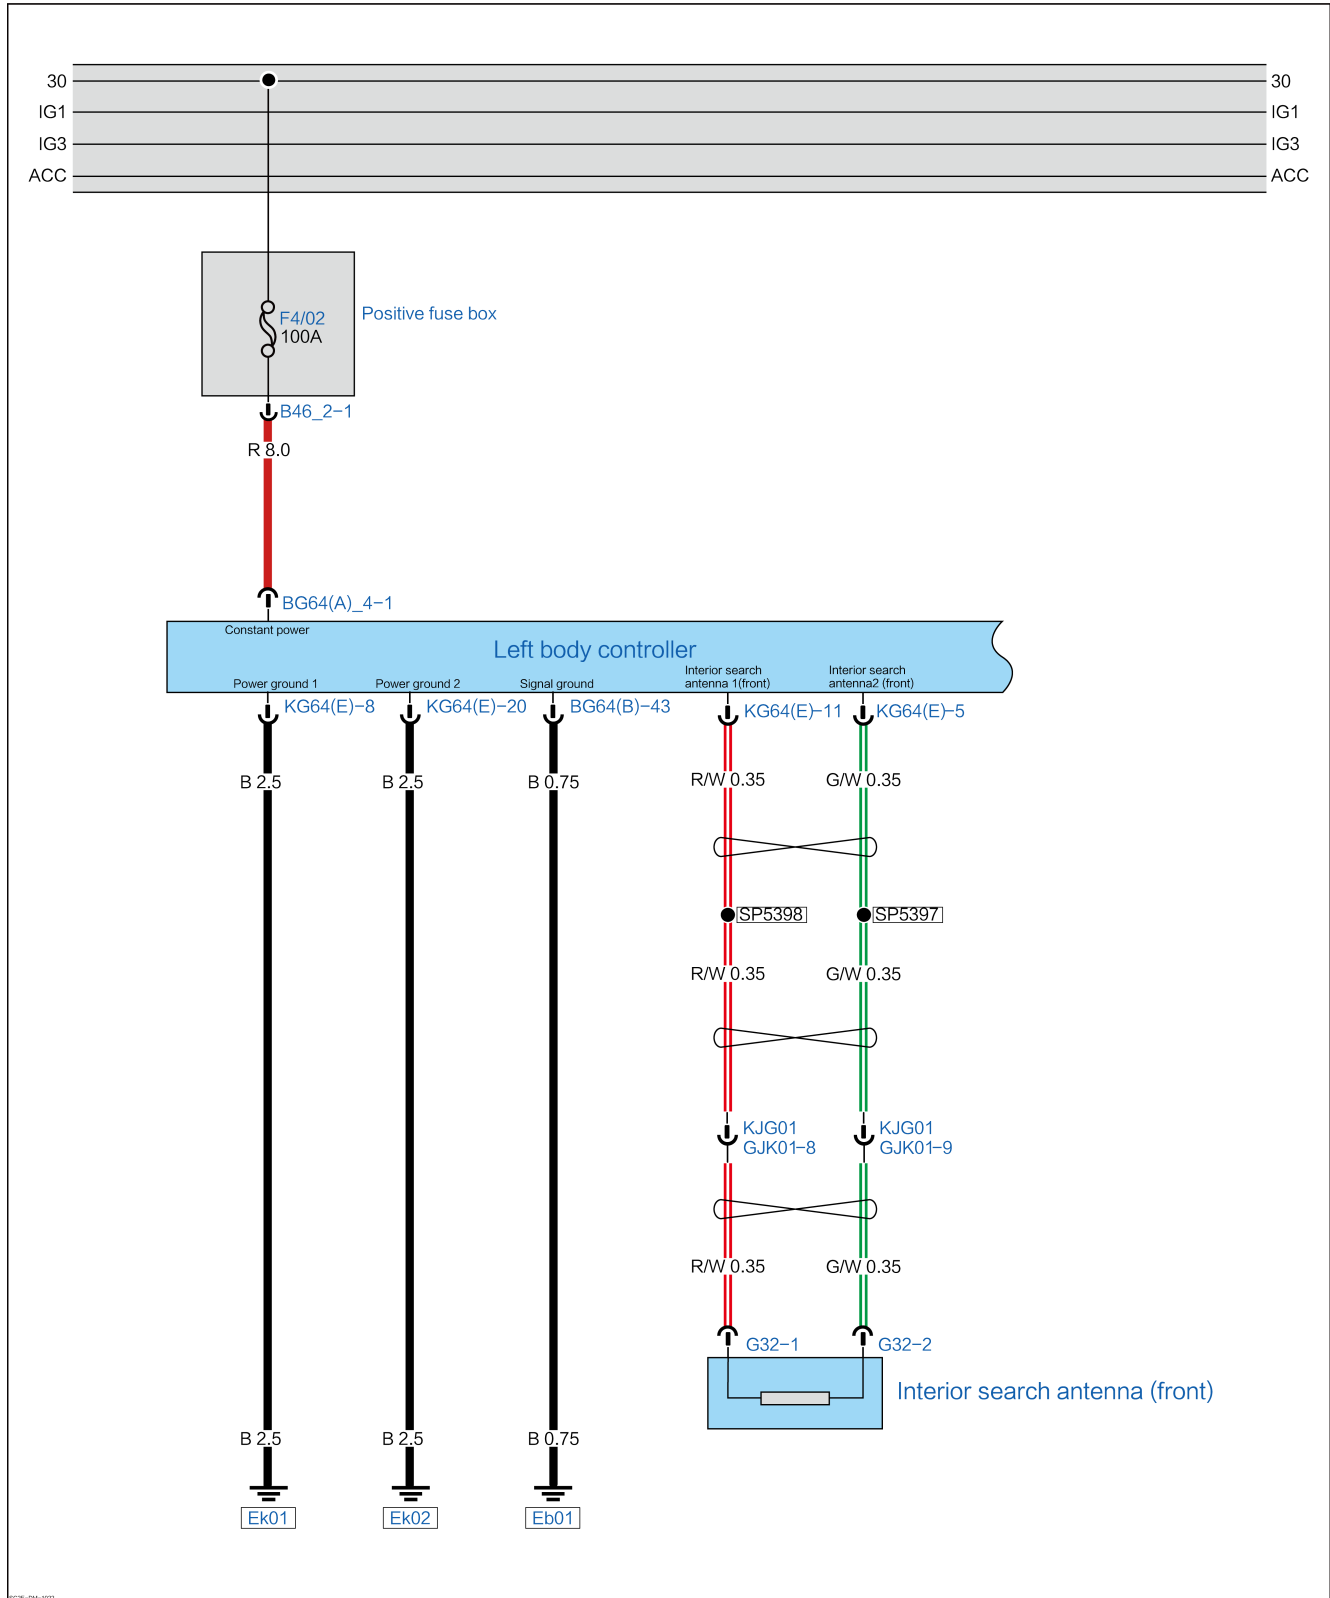 30 30
IG1 IG1
IG3 IG3
ACC ACC
F4/02
100A
Positive fuse box
B46_2-1
R 8.0
BG64(A)_4-1
Constant power
Left body controller
Power ground 1
Power ground 2
Signal ground
Interior search
antenna 1(front)
Interior search
antenna2 (front)
KG64(E)-8
KG64(E)-20
BG64(B)-43
KG64(E)-11
KG64(E)-5
B 2.5
B 2.5
B 0.75
R/W 0.35
G/W 0.35
SP5398
SP5397
R/W 0.35
G/W 0.35
KJG01
GJK01-8
KJG01
GJK01-9
R/W 0.35
G/W 0.35
G32-1
G32-2
Interior search antenna (front)
B 2.5
B 2.5
B 0.75
Ek01
Ek02
Eb01